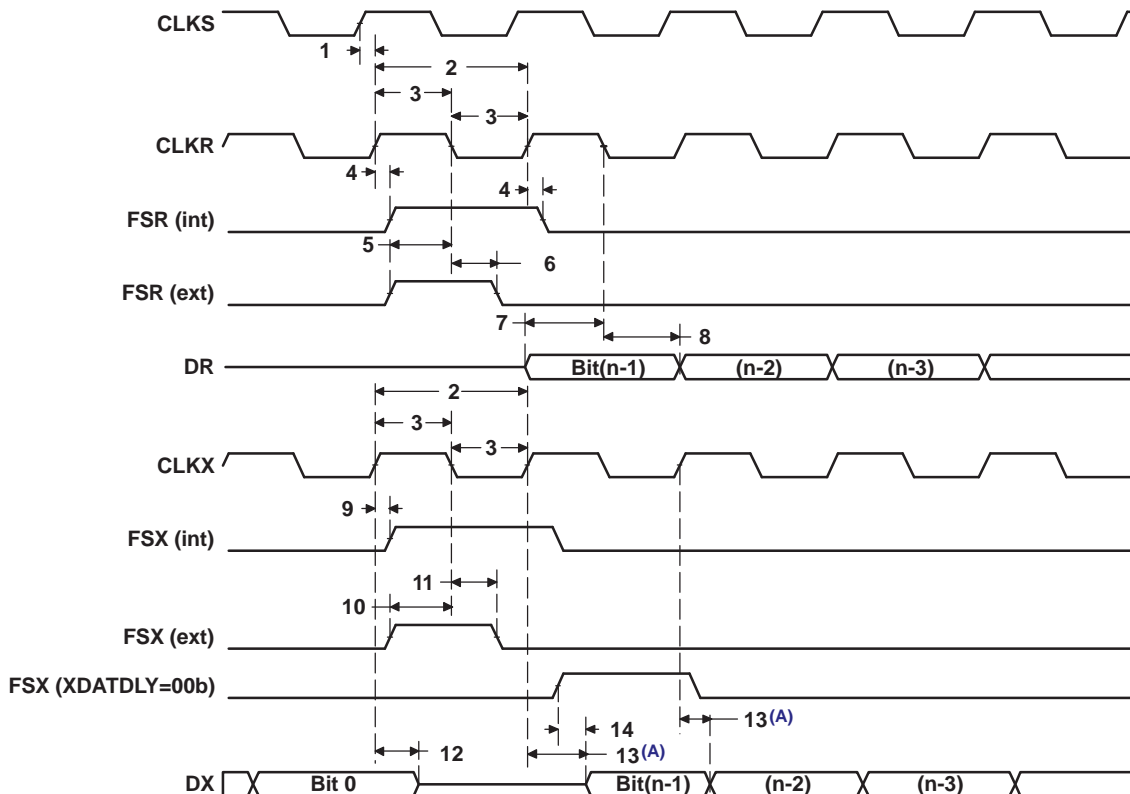 CLKS
1
2
3
3
CLKR
4
4
FSR (int)
5
6
FSR (ext)
7
8
DR
Bit(n-1)
(n-2)
(n-3)
2
3
3
CLKX
9
FSX (int)
11
10
FSX (ext)
FSX (XDATDLY=00b)
13(A)
14
12
13(A)
DX
Bit 0
Bit(n-1)
(n-2)
(n-3)